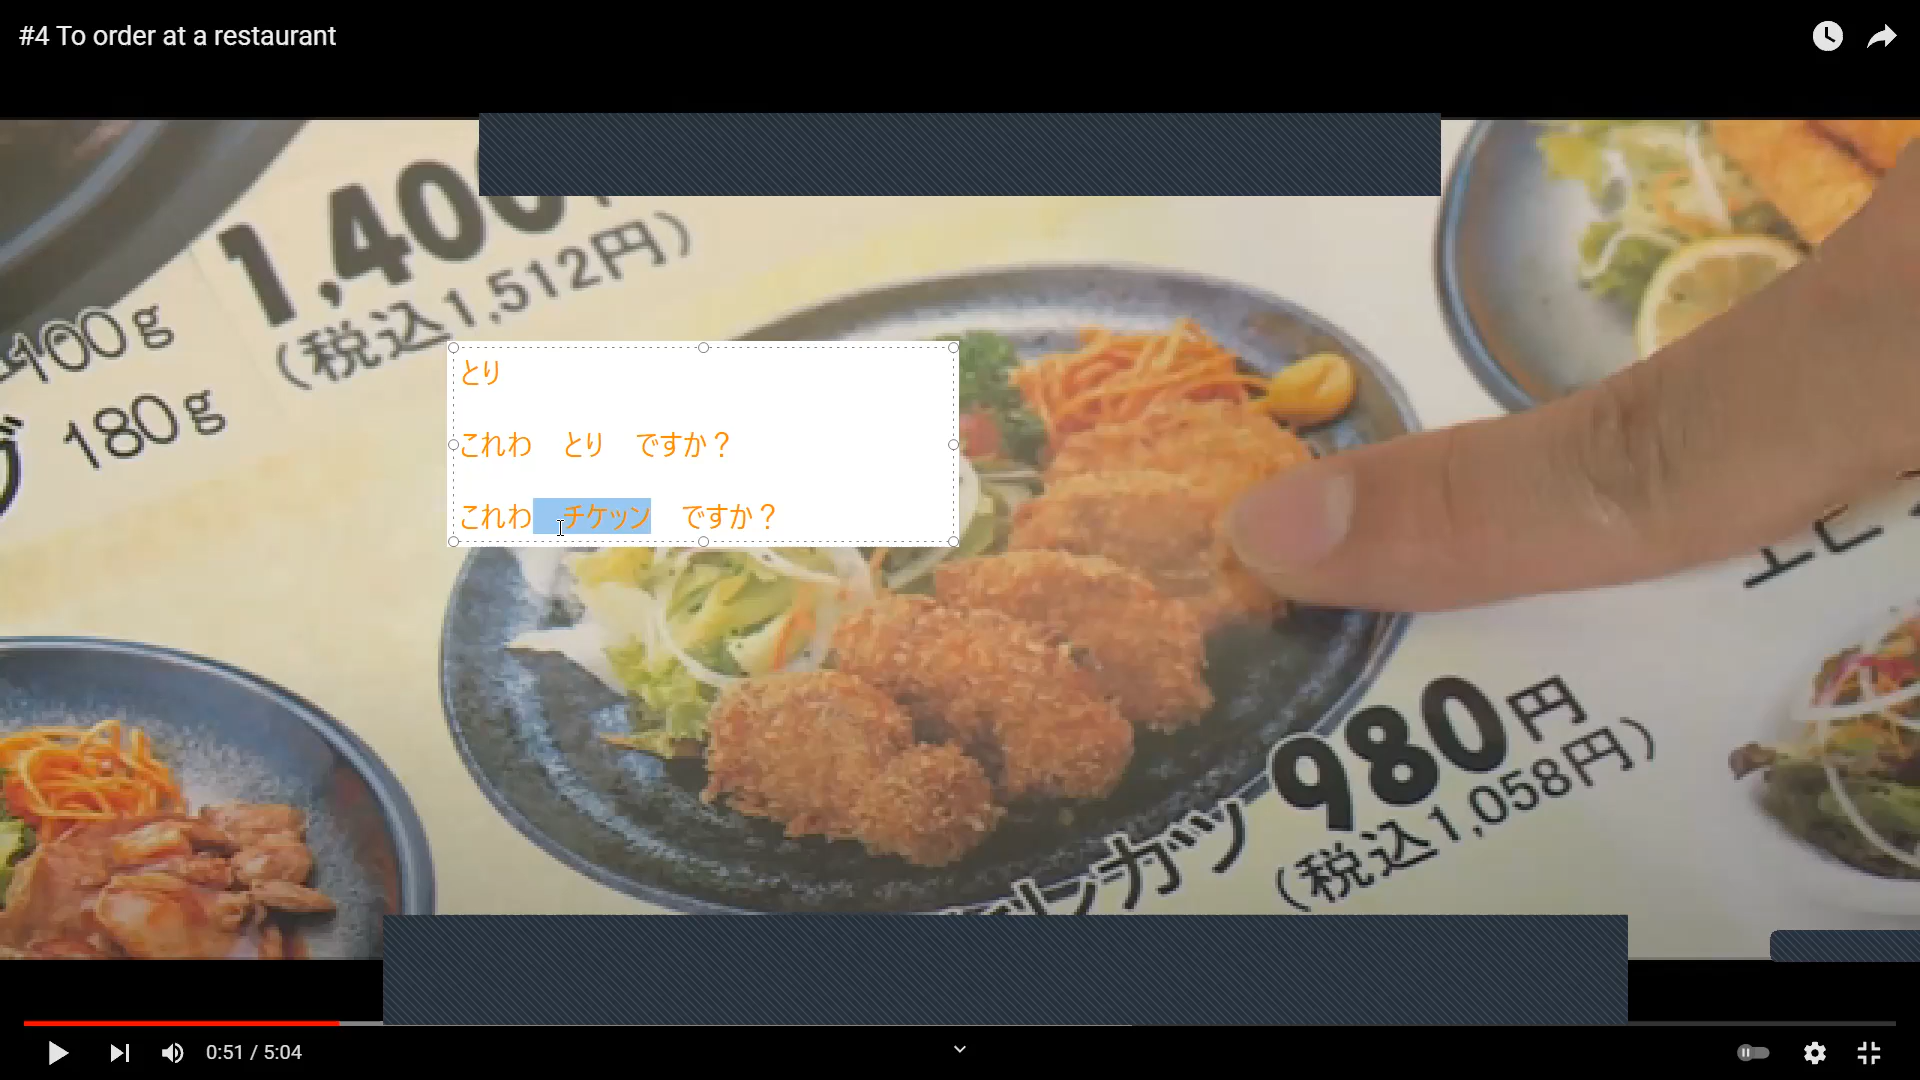 #4 To order at a restaurant
1,400
(税込1,512円)
100g
180g
とり
これわ とり ですか？
これわ チケッン ですか？
980円
カツ
(税込1,058円)
0:51 / 5:04